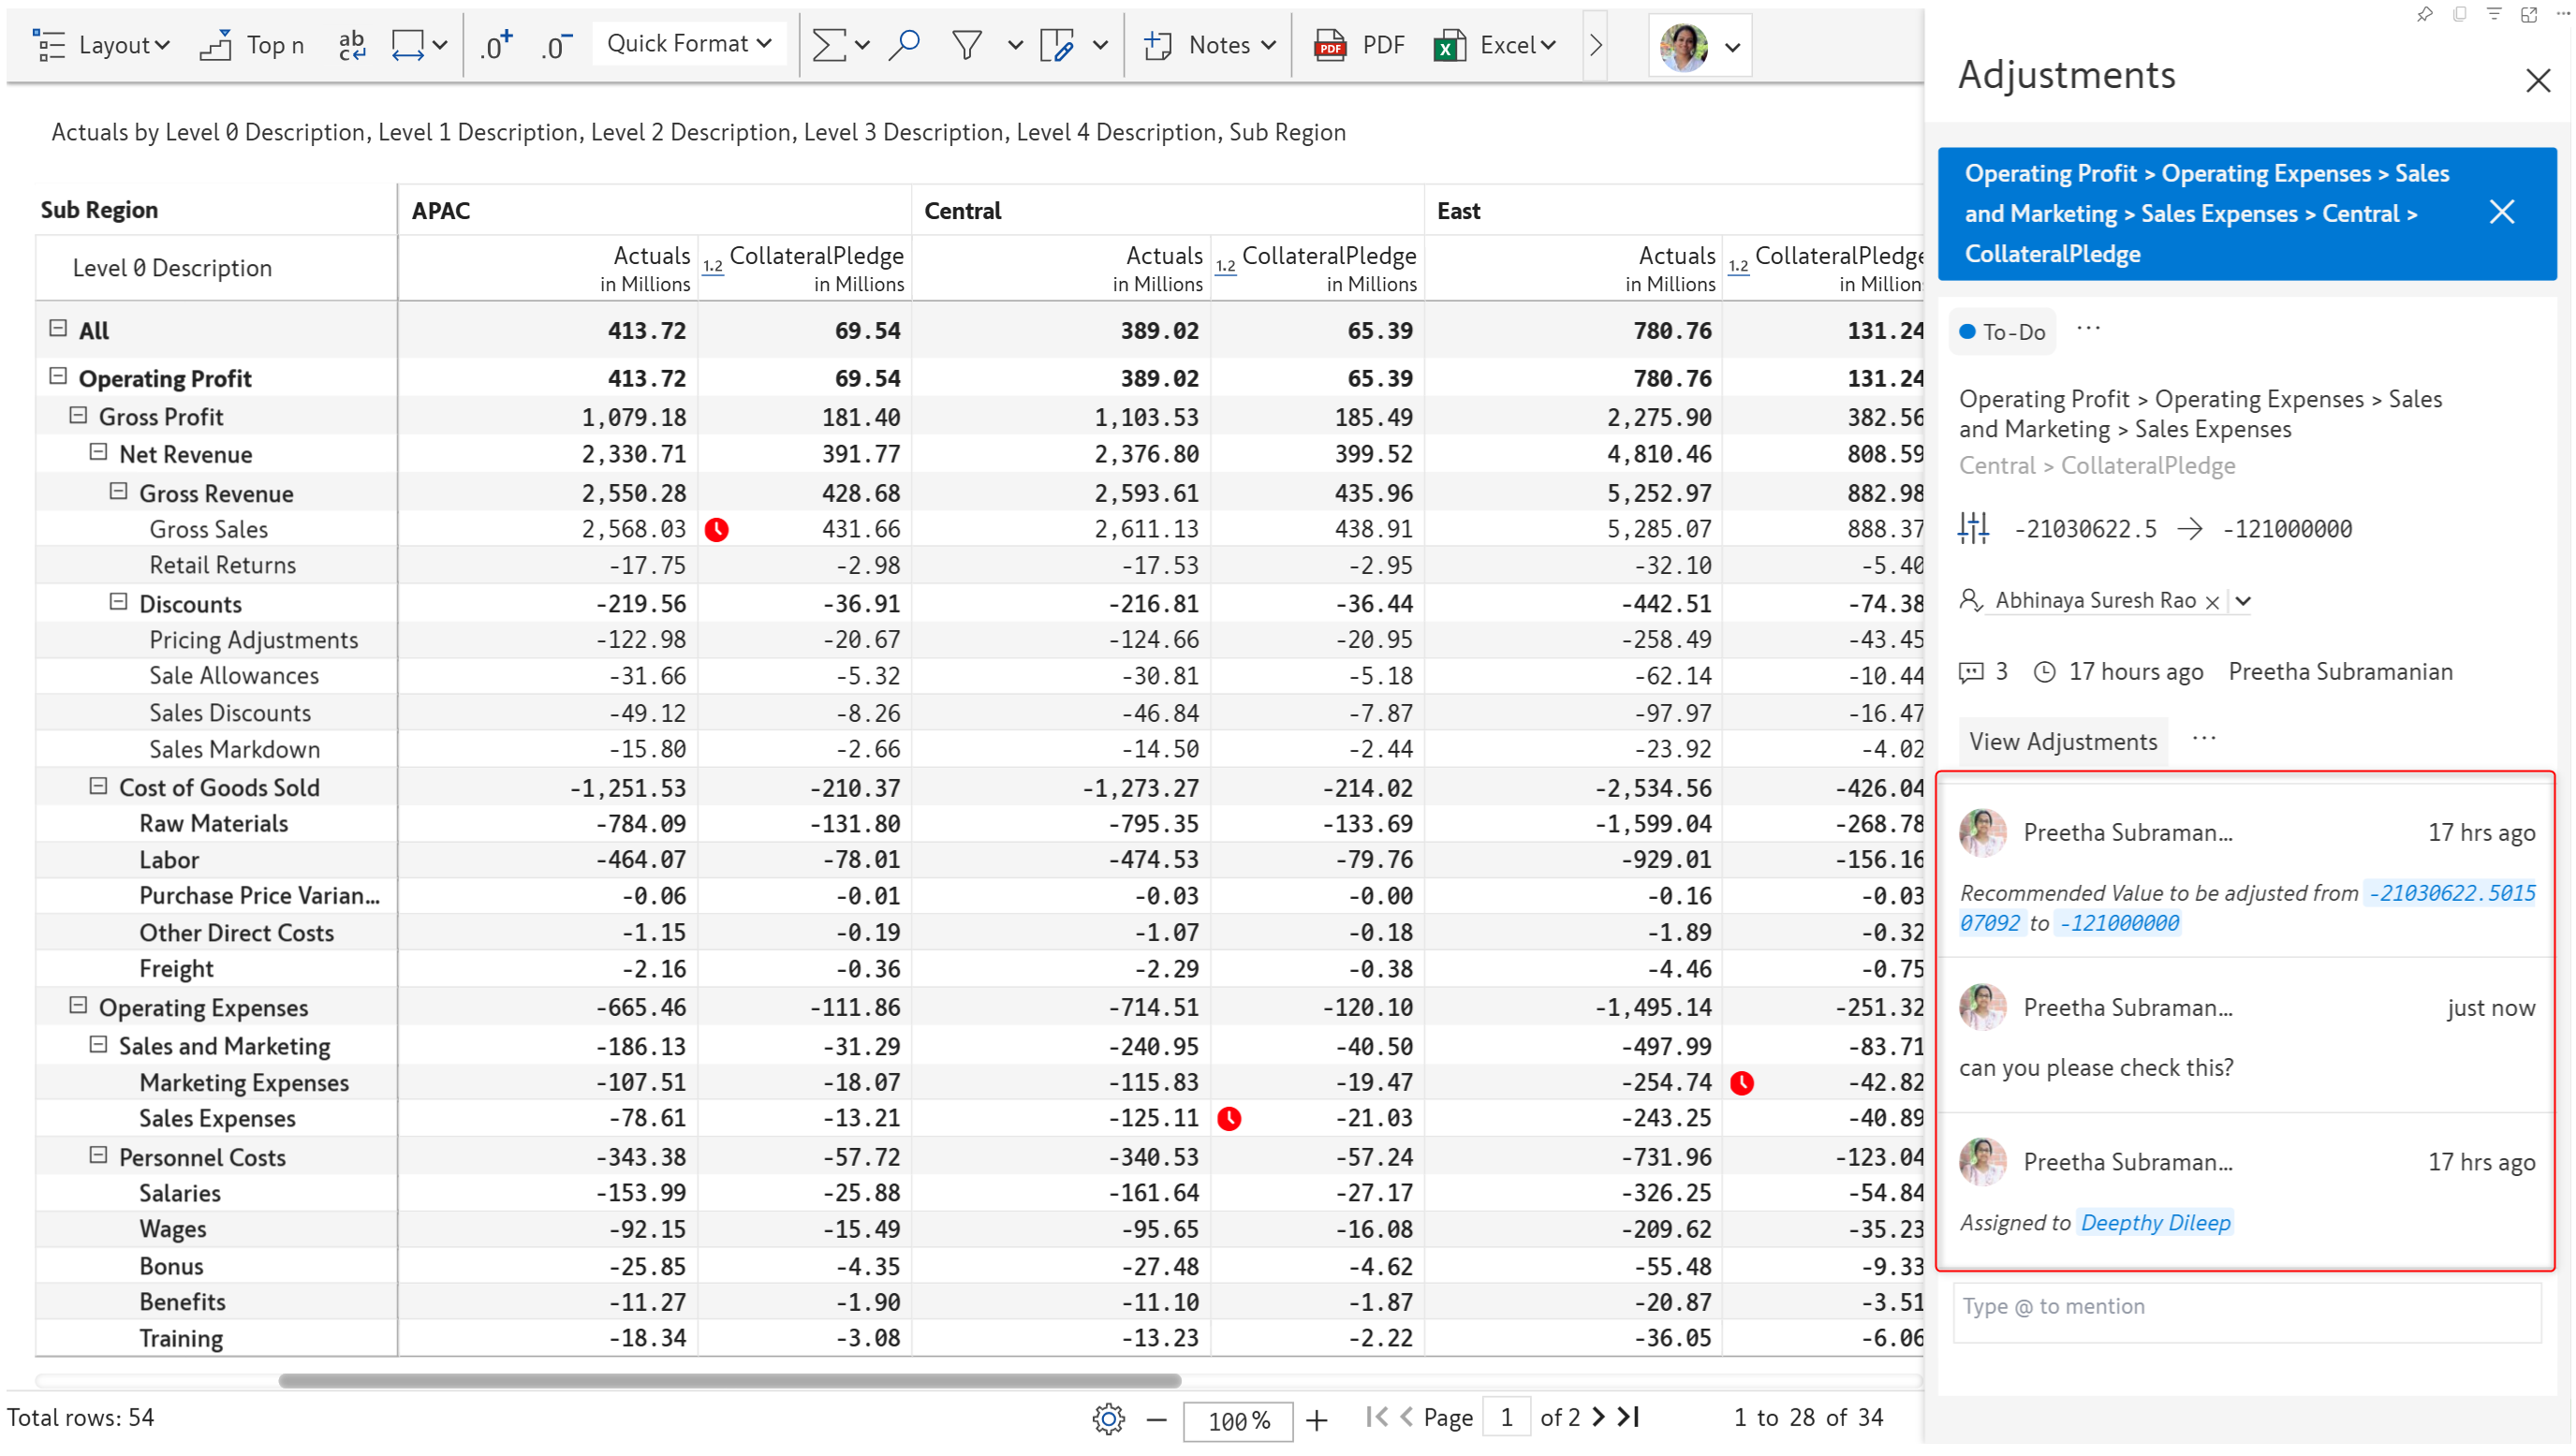 Layout Top n ab c .0+ .0- Quick Format Notes PDF PDF X Excel
Actuals by Level 0 Description, Level 1 Description, Level 2 Description, Level 3 Description, Level 4 Description, Sub Region
Sub Region APAC Central East
Level 0 Description Actuals 1.2 CollateralPledge Actuals 1.2 CollateralPledge Actuals 1.2 CollateralPledge
in Millions in Millions in Millions in Millions in Millions in Million
All 413.72 69.54 389.02 65.39 780.76 131.24
Operating Profit 413.72 69.54 389.02 65.39 780.76 131.24
Gross Profit 1,079.18 181.40 1,103.53 185.49 2,275.90 382.56
Net Revenue 2,330.71 391.77 2,376.80 399.52 4,810.46 808.59
Gross Revenue 2,550.28 428.68 2,593.61 435.96 5,252.97 882.98
Gross Sales 2,568.03 431.66 2,611.13 438.91 5,285.07 888.37
Retail Returns -17.75 -2.98 -17.53 -2.95 -32.10 -5.40
Discounts -219.56 -36.91 -216.81 -36.44 -442.51 -74.38
Pricing Adjustments -122.98 -20.67 -124.66 -20.95 -258.49 -43.45
Sale Allowances -31.66 -5.32 -30.81 -5.18 -62.14 -10.44
Sales Discounts -49.12 -8.26 -46.84 -7.87 -97.97 -16.47
Sales Markdown -15.80 -2.66 -14.50 -2.44 -23.92 -4.02
Cost of Goods Sold -1,251.53 -210.37 -1,273.27 -214.02 -2,534.56 -426.04
Raw Materials -784.09 -131.80 -795.35 -133.69 -1,599.04 -268.78
Labor -464.07 -78.01 -474.53 -79.76 -929.01 -156.16
Purchase Price Varian... -0.06 -0.01 -0.03 -0.00 -0.16 -0.03
Other Direct Costs -1.15 -0.19 -1.07 -0.18 -1.89 -0.32
Freight -2.16 -0.36 -2.29 -0.38 -4.46 -0.75
Operating Expenses -665.46 -111.86 -714.51 -120.10 -1,495.14 -251.32
Sales and Marketing -186.13 -31.29 -240.95 -40.50 -497.99 -83.71
Marketing Expenses -107.51 -18.07 -115.83 -19.47 -254.74 -42.82
Sales Expenses -78.61 -13.21 -125.11 -21.03 -243.25 -40.89
Personnel Costs -343.38 -57.72 -340.53 -57.24 -731.96 -123.04
Salaries -153.99 -25.88 -161.64 -27.17 -326.25 -54.84
Wages -92.15 -15.49 -95.65 -16.08 -209.62 -35.23
Bonus -25.85 -4.35 -27.48 -4.62 -55.48 -9.33
Benefits -11.27 -1.90 -11.10 -1.87 -20.87 -3.51
Training -18.34 -3.08 -13.23 -2.22 -36.05 -6.06
Total rows: 54 100% Page 1 of 2 1 to 28 of 34
Adjustments
Operating Profit > Operating Expenses > Sales
and Marketing > Sales Expenses > Central >
CollateralPledge
To-Do ...
Operating Profit > Operating Expenses > Sales
and Marketing > Sales Expenses
Central > CollateralPledge
-21030622.5 → -121000000
Abhinaya Suresh Rao
3 17 hours ago Preetha Subramanian
View Adjustments ...
Preetha Subraman... 17 hrs ago
Recommended Value to be adjusted from -21030622.5015
07092 to -121000000
Preetha Subraman... just now
can you please check this?
Preetha Subraman... 17 hrs ago
Assigned to Deepthy Dileep
Type @ to mention